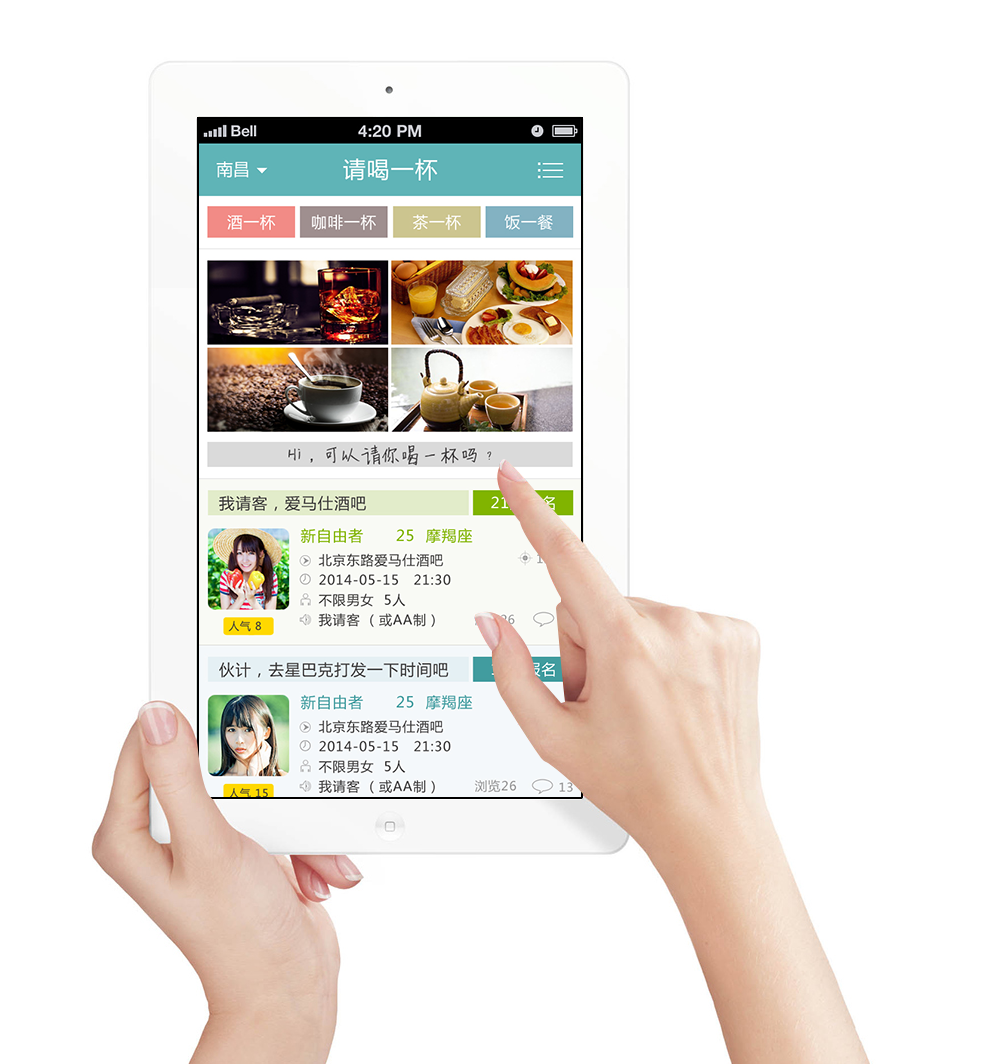 Bell 4:20 PM
南昌 请喝一杯
酒一杯 咖啡一杯 茶一杯 饭一餐
Hi，可以请你喝一杯吗？
我请客，爱马仕酒吧 21 名
新自由者 25 摩羯座
北京东路爱马仕酒吧
2014-05-15 21:30
不限男女 5人
我请客（或AA制） 26
人气 8
伙计，去星巴克打发一下时间吧 报名
新自由者 25 摩羯座
北京东路爱马仕酒吧
2014-05-15 21:30
不限男女 5人
我请客（或AA制） 浏览26 13
人气 15